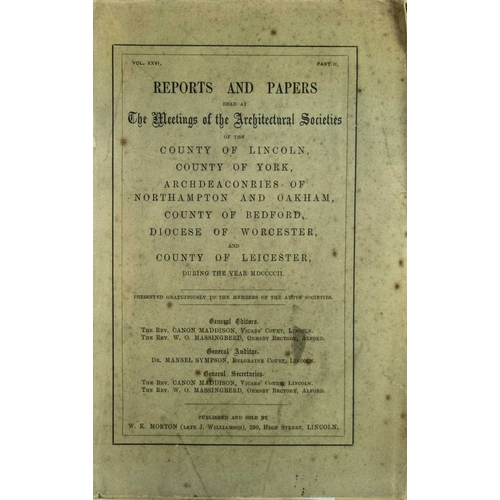 VOL. XXVI, PART II,
REPORTS AND PAPERS
READ AT
The Meetings of the Architectural Societies
OF THE
COUNTY OF LINCOLN,
COUNTY OF YORK,
ARCHDEACONRIES OF
NORTHAMPTON AND OAKHAM,
COUNTY OF BEDFORD,
DIOCESE OF WORCESTER,
AND
COUNTY OF LEICESTER,
DURING THE YEAR MDCCCCII.
PRESENTED GRATUITOUSLY TO THE MEMBERS OF THE ABOVE SOCIETIES.
General Editors.
THE REV. CANON MADDISON, VICARS' COURT, LINCOLN.
THE REV. W. O. MASSINGBERD, ORMSBY RECTORY, ALFORD.
General Auditor.
DR. MANSEL SYMPSON, DELORAINE COURT, LINCOLN.
General Secretaries.
THE REV. CANON MADDISON, VICARS' COURT, LINCOLN.
THE REV. W. O. MASSINGBERD, ORMSBY RECTORY, ALFORD.
PUBLISHED AND SOLD BY
W. K. MORTON (LATE J. WILLIAMSON), 290, HIGH STREET, LINCOLN.